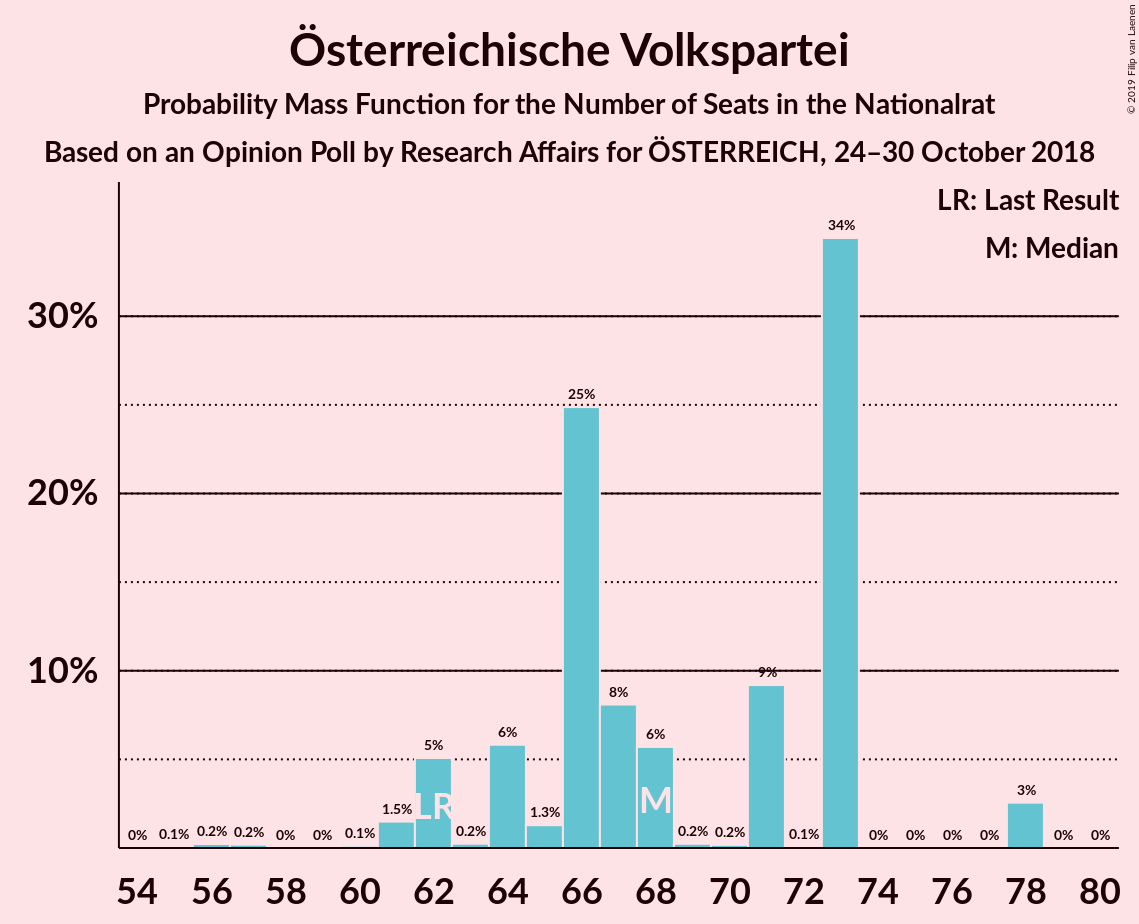 Österreichische Volkspartei
Probability Mass Function for the Number of Seats in the Nationalrat
Based on an Opinion Poll by Research Affairs for ÖSTERREICH, 24–30 October 2018
© 2019 Filip van Laenen
LR: Last Result
M: Median
34%
30%
25%
20%
10%
9%
8%
6%
6%
5%
3%
LR
M
0% 0.1% 0.2% 0.2% 0% 0% 0.1% 1.5% 0.2% 1.3% 0.2% 0.2% 0.1% 0% 0% 0% 0% 0% 0%
54 56 58 60 62 64 66 68 70 72 74 76 78 80